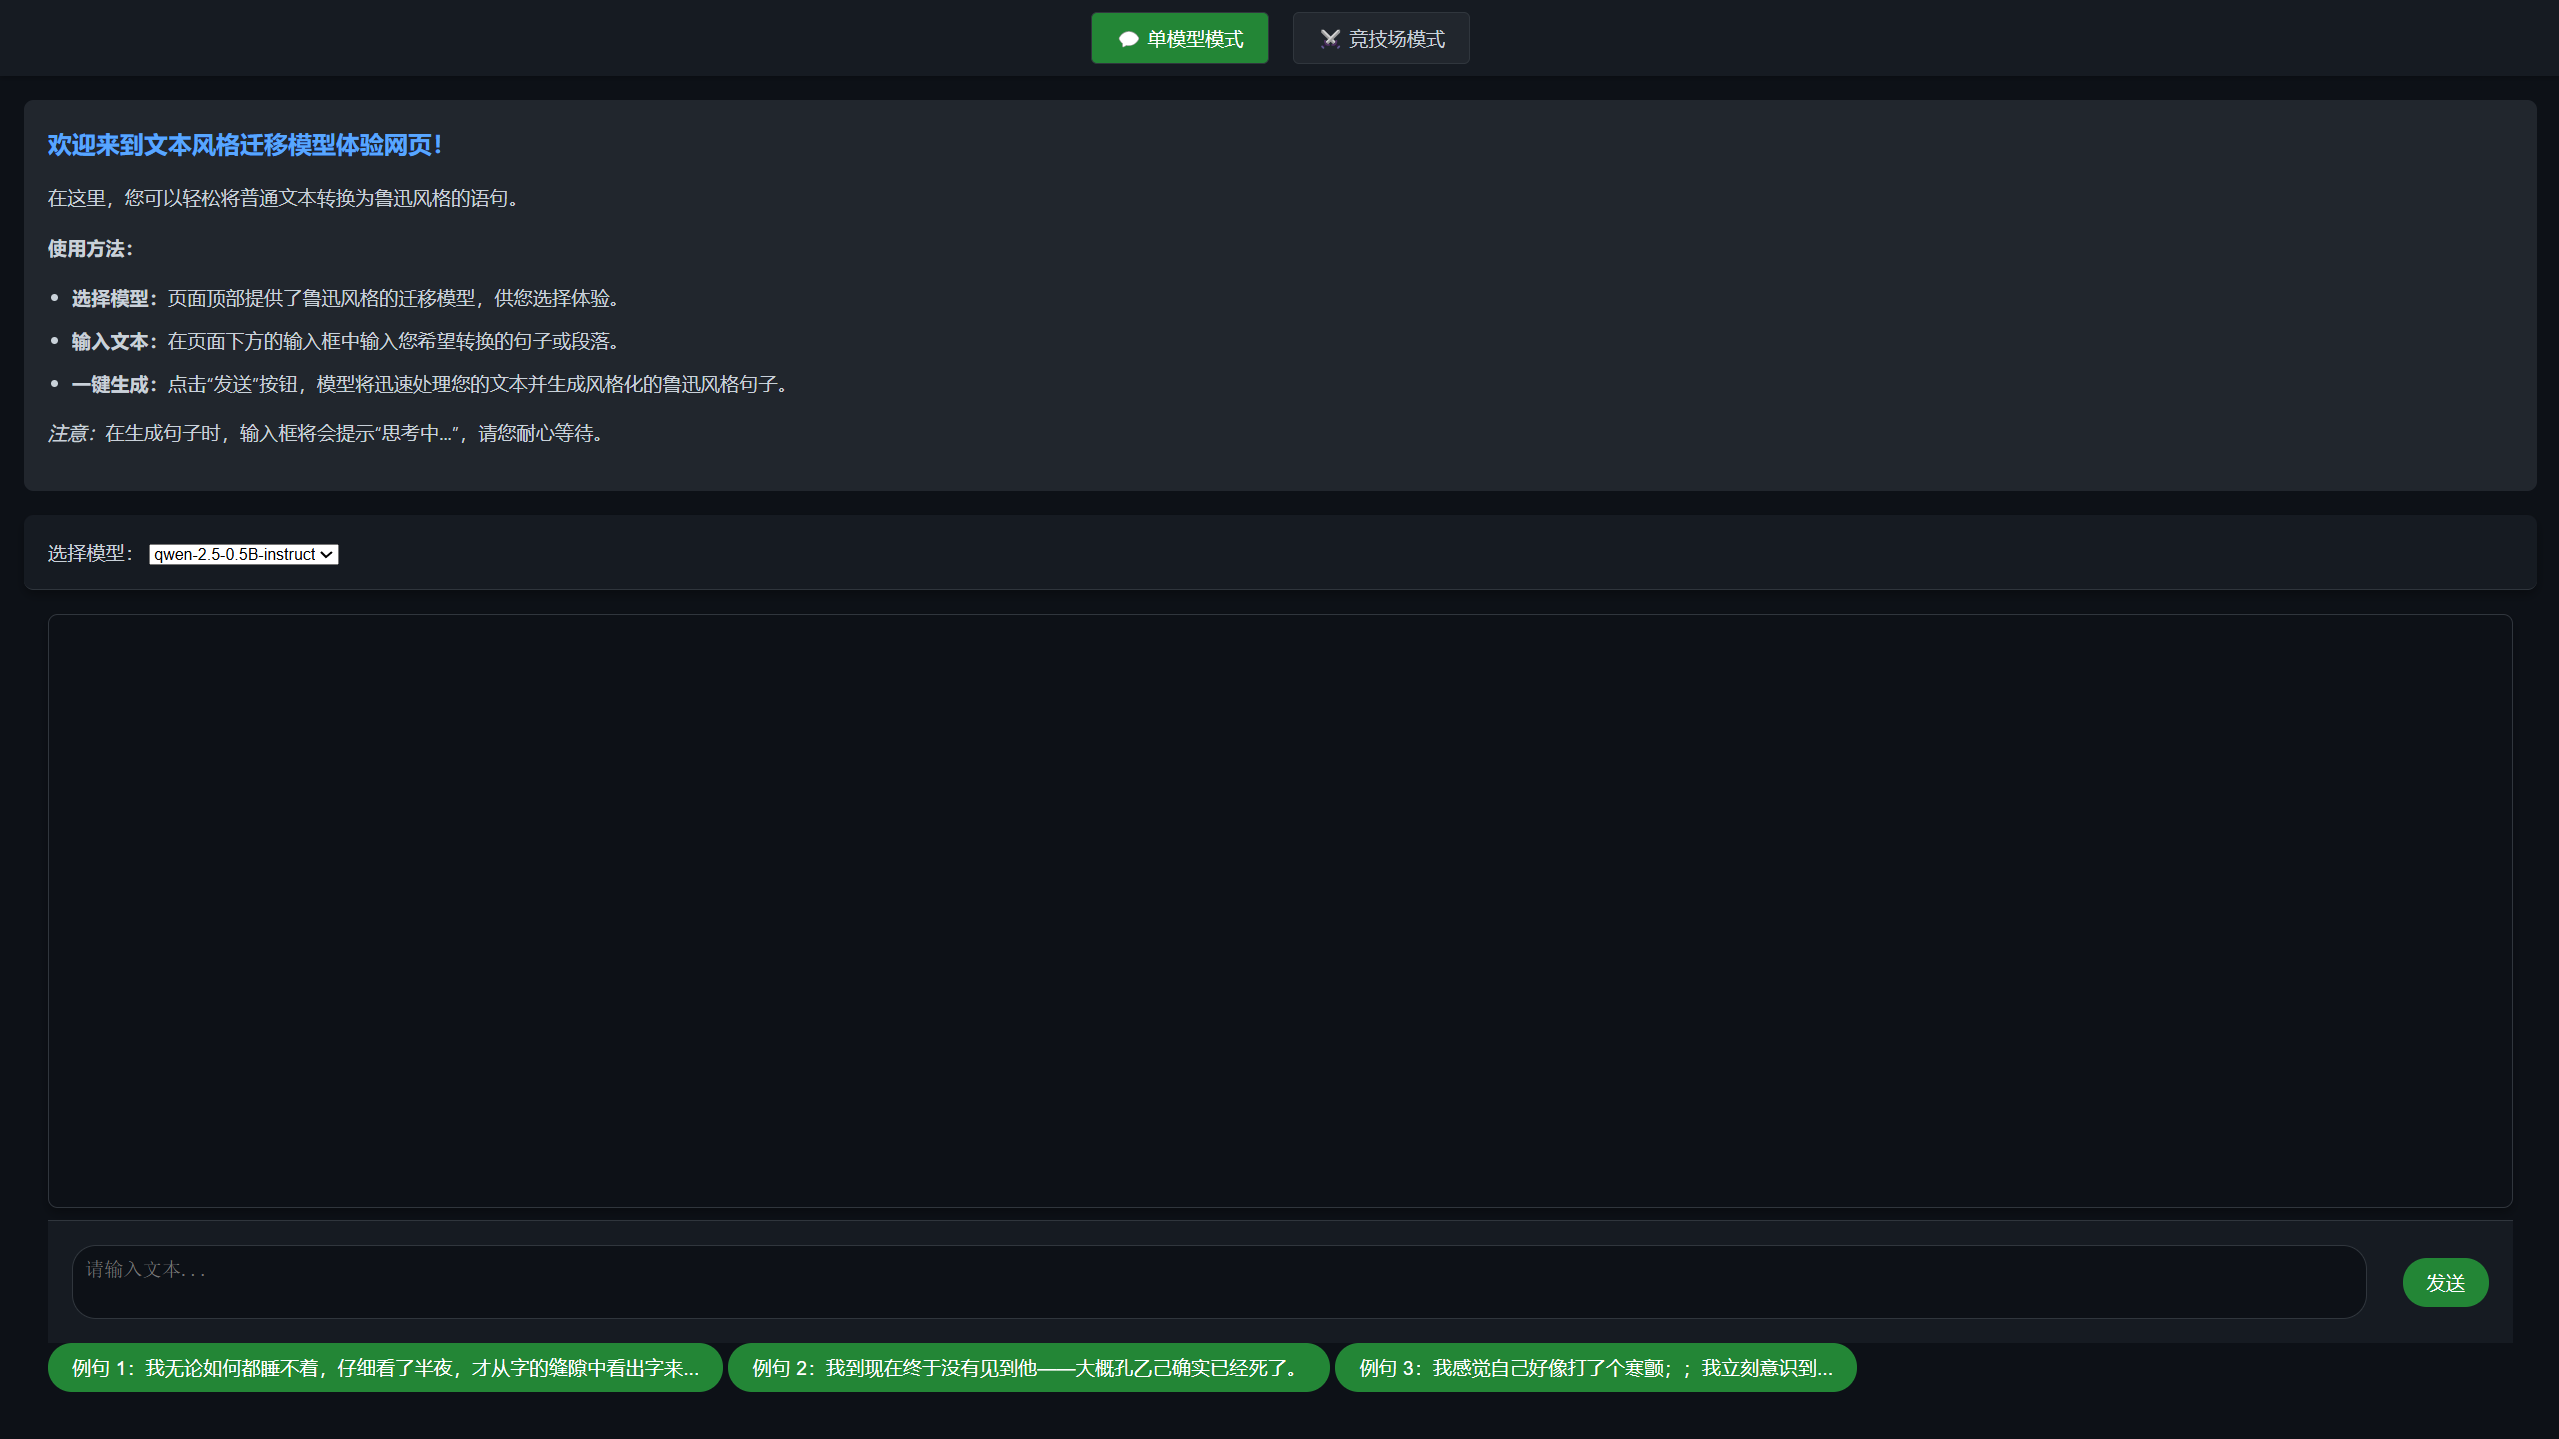 单模型模式
竞技场模式
欢迎来到文本风格迁移模型体验网页！
在这里，您可以轻松将普通文本转换为鲁迅风格的语句。
使用方法：
选择模型：页面顶部提供了鲁迅风格的迁移模型，供您选择体验。
输入文本：在页面下方的输入框中输入您希望转换的句子或段落。
一键生成：点击“发送”按钮，模型将迅速处理您的文本并生成风格化的鲁迅风格句子。
注意：在生成句子时，输入框将会提示“思考中...”，请您耐心等待。
选择模型： qwen-2.5-0.5B-instruct
请输入文本...
发送
例句 1：我无论如何都睡不着，仔细看了半夜，才从字的缝隙中看出字来...
例句 2：我到现在终于没有见到他——大概孔乙己确实已经死了。
例句 3：我感觉自己好像打了个寒颤；；我立刻意识到...